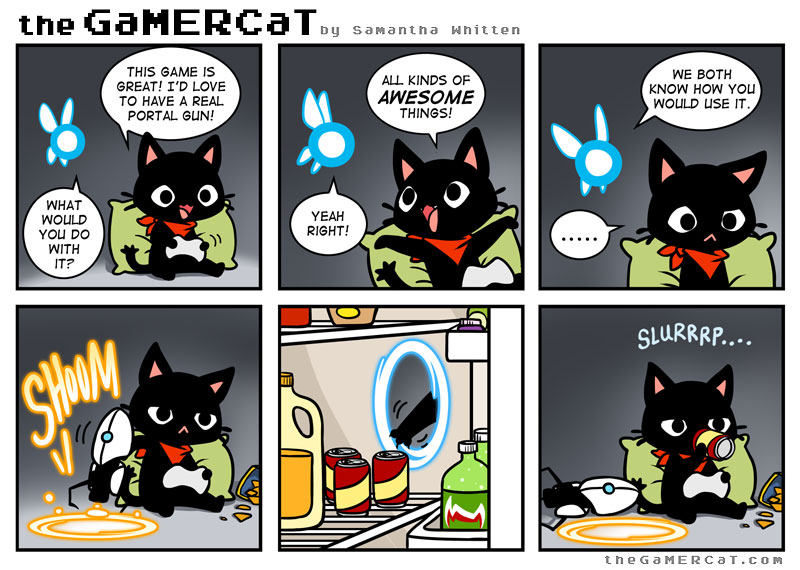 the GaMERCaT
by Samantha Whitten
THIS GAME IS
GREAT! I'D LOVE
TO HAVE A REAL
PORTAL GUN!
WHAT
WOULD
YOU DO
WITH
IT?
ALL KINDS OF
AWESOME
THINGS!
YEAH
RIGHT!
WE BOTH
KNOW HOW YOU
WOULD USE IT.
.....
SHOOM
SLURRRP....
theGaMERCaT.com